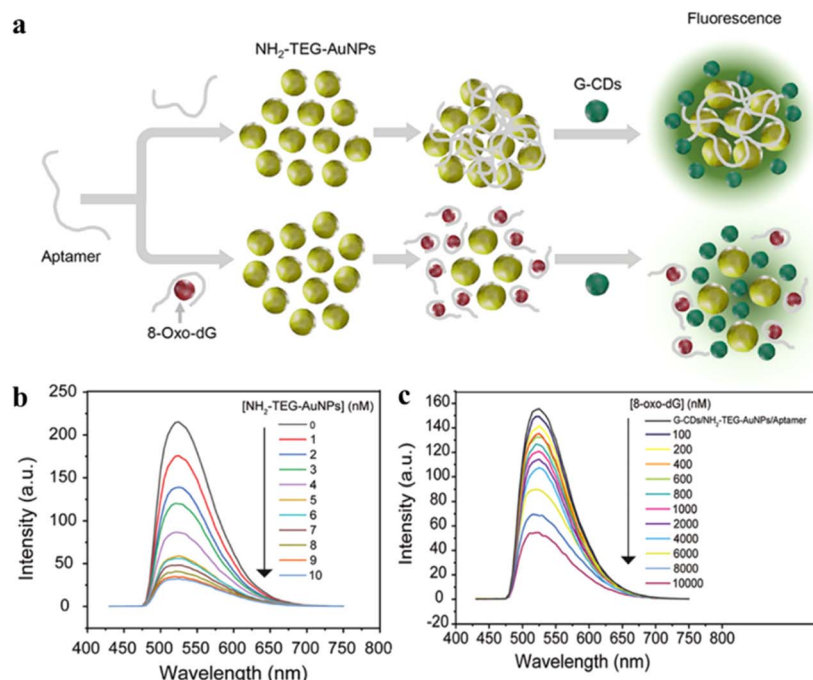 a
Fluorescence
NH₂-TEG-AuNPs
G-CDs
Aptamer
8-Oxo-dG
b
250
200
150
100
50
0
Intensity (a.u.)
400 450 500 550 600 650 700 750 800
Wavelength (nm)
[NH₂-TEG-AuNPs] (nM)
0
1
2
3
4
5
6
7
8
9
10
c
160
140
120
100
80
60
40
20
0
-20
Intensity (a.u.)
400 450 500 550 600 650 700 750 800
Wavelength (nm)
[8-oxo-dG] (nM)
G-CDs/NH₂-TEG-AuNPs/Aptamer
100
200
400
600
800
1000
2000
4000
6000
8000
10000